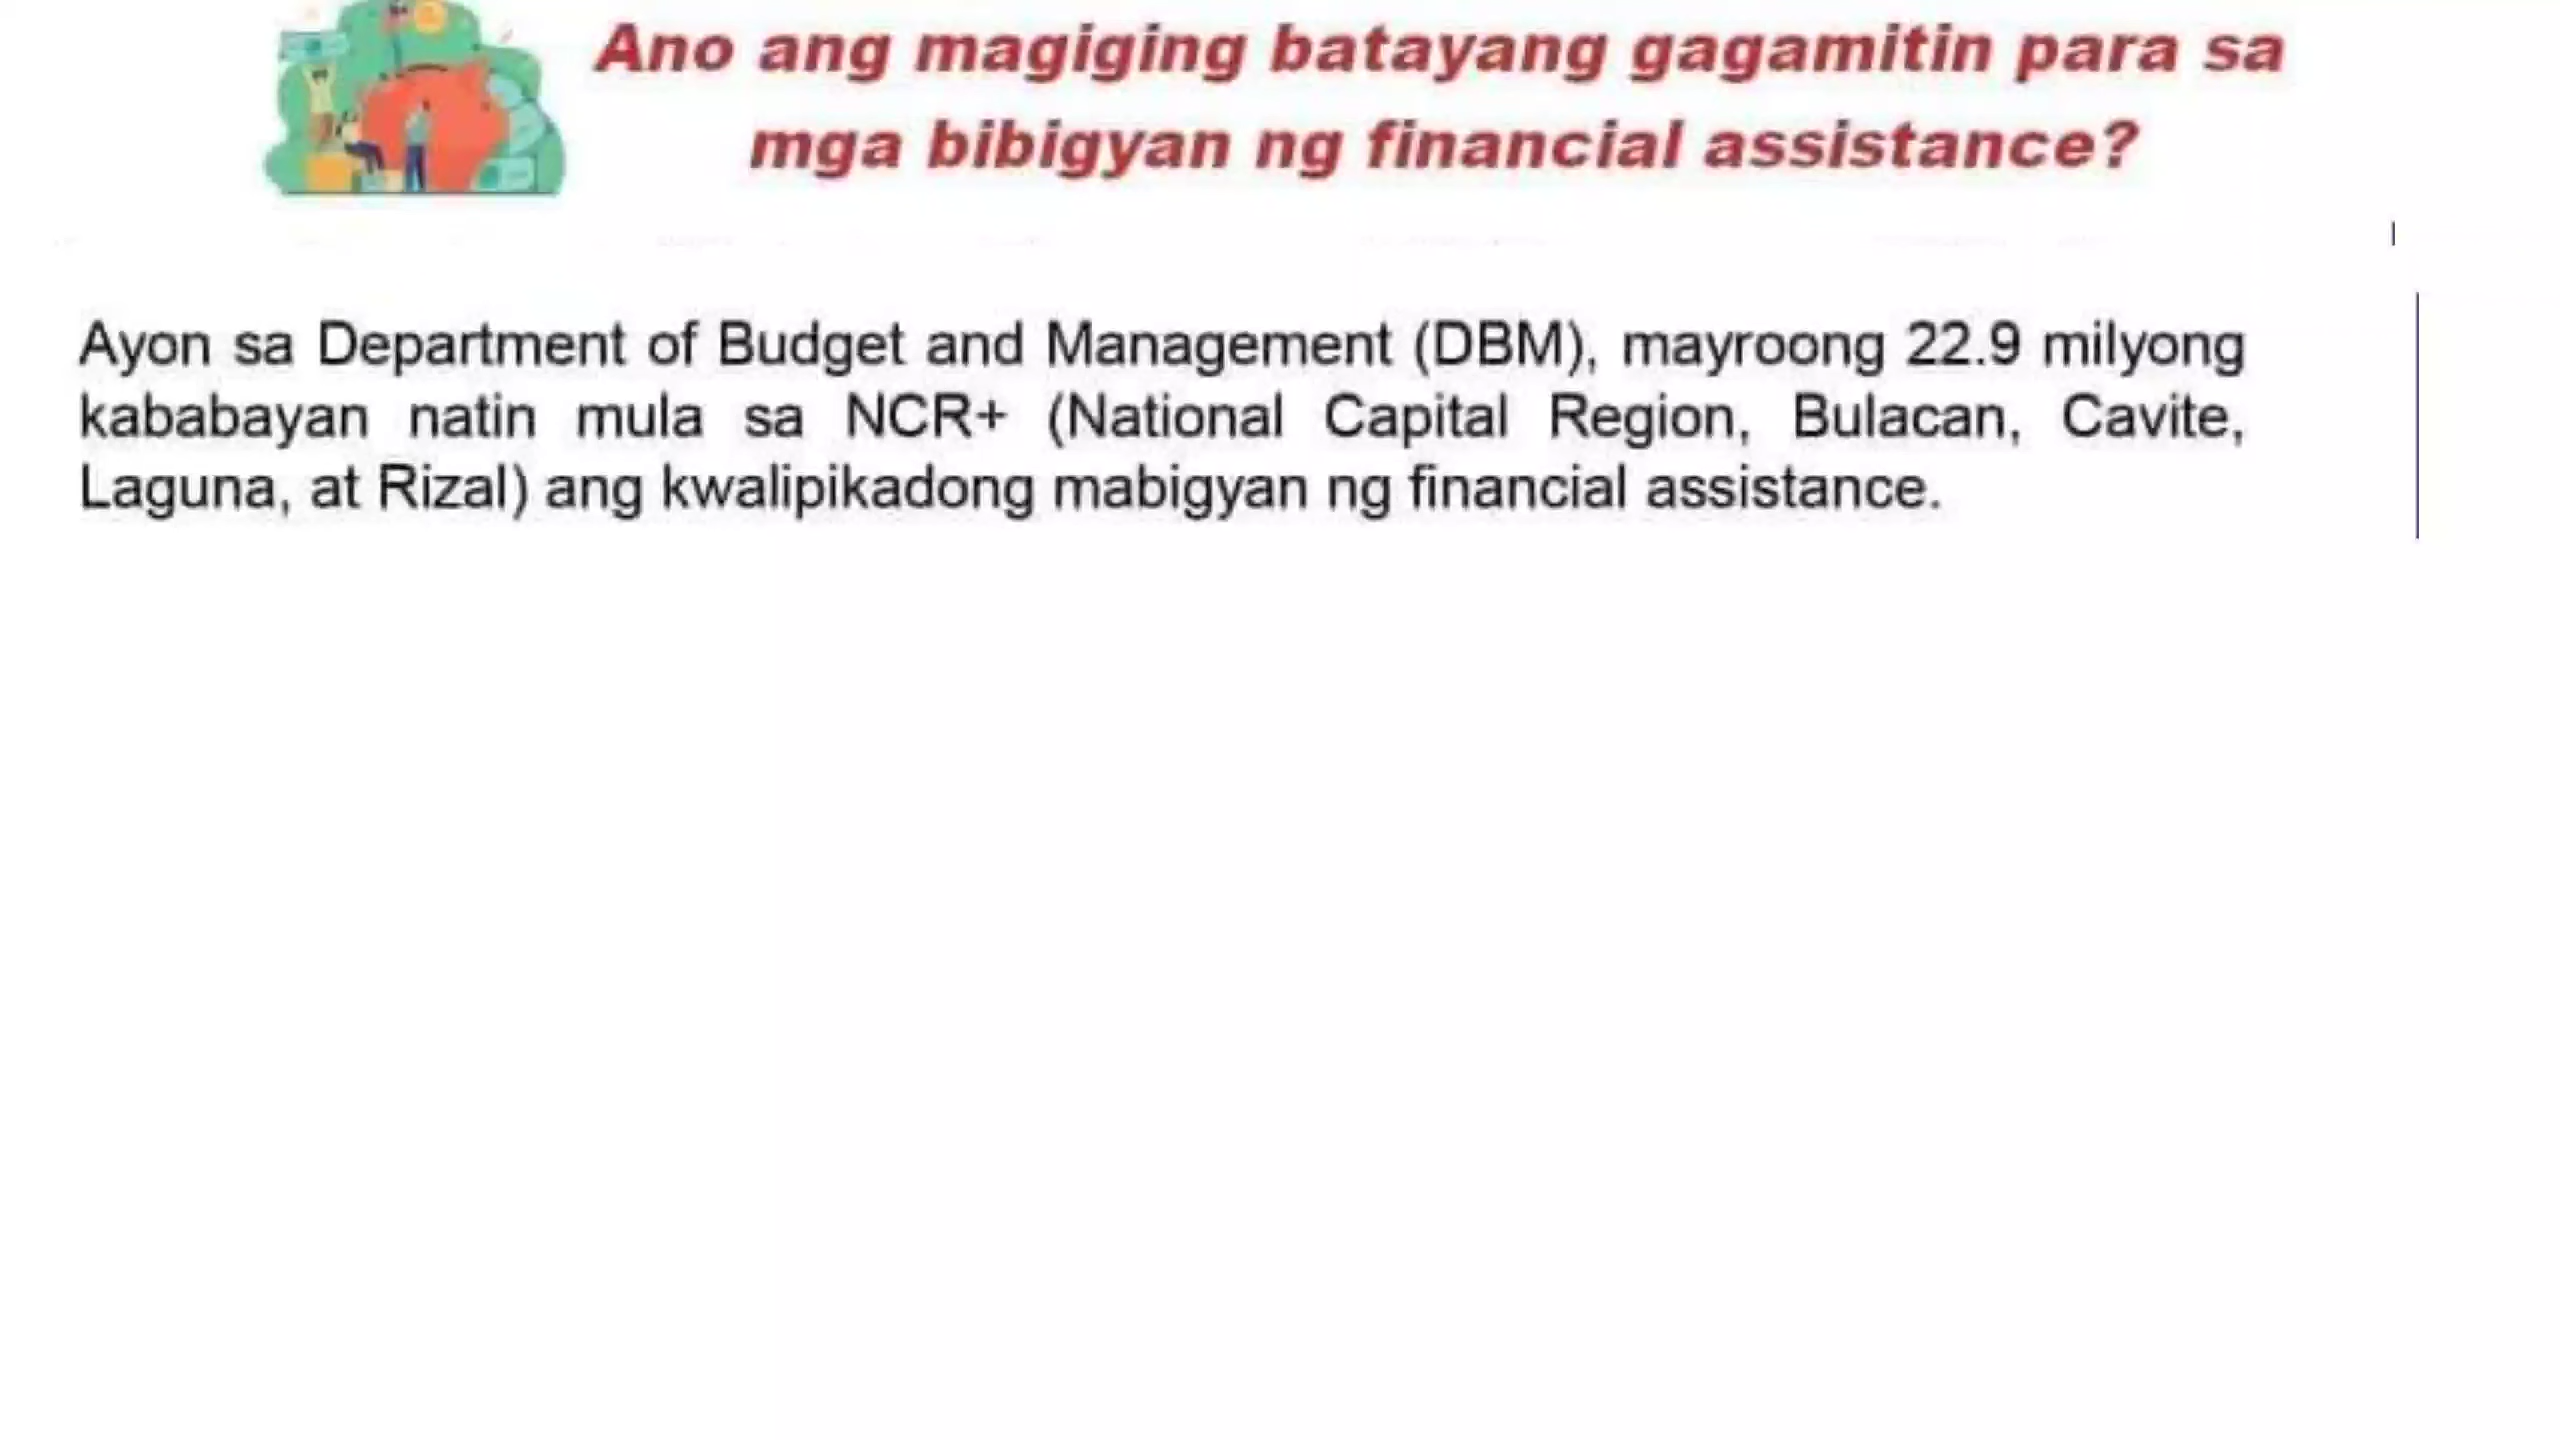 Ano ang magiging batayang gagamitin para sa
mga bibigyan ng financial assistance?
Ayon sa Department of Budget and Management (DBM), mayroong 22.9 milyong
kababayan natin mula sa NCR+ (National Capital Region, Bulacan, Cavite,
Laguna, at Rizal) ang kwalipikadong mabigyan ng financial assistance.